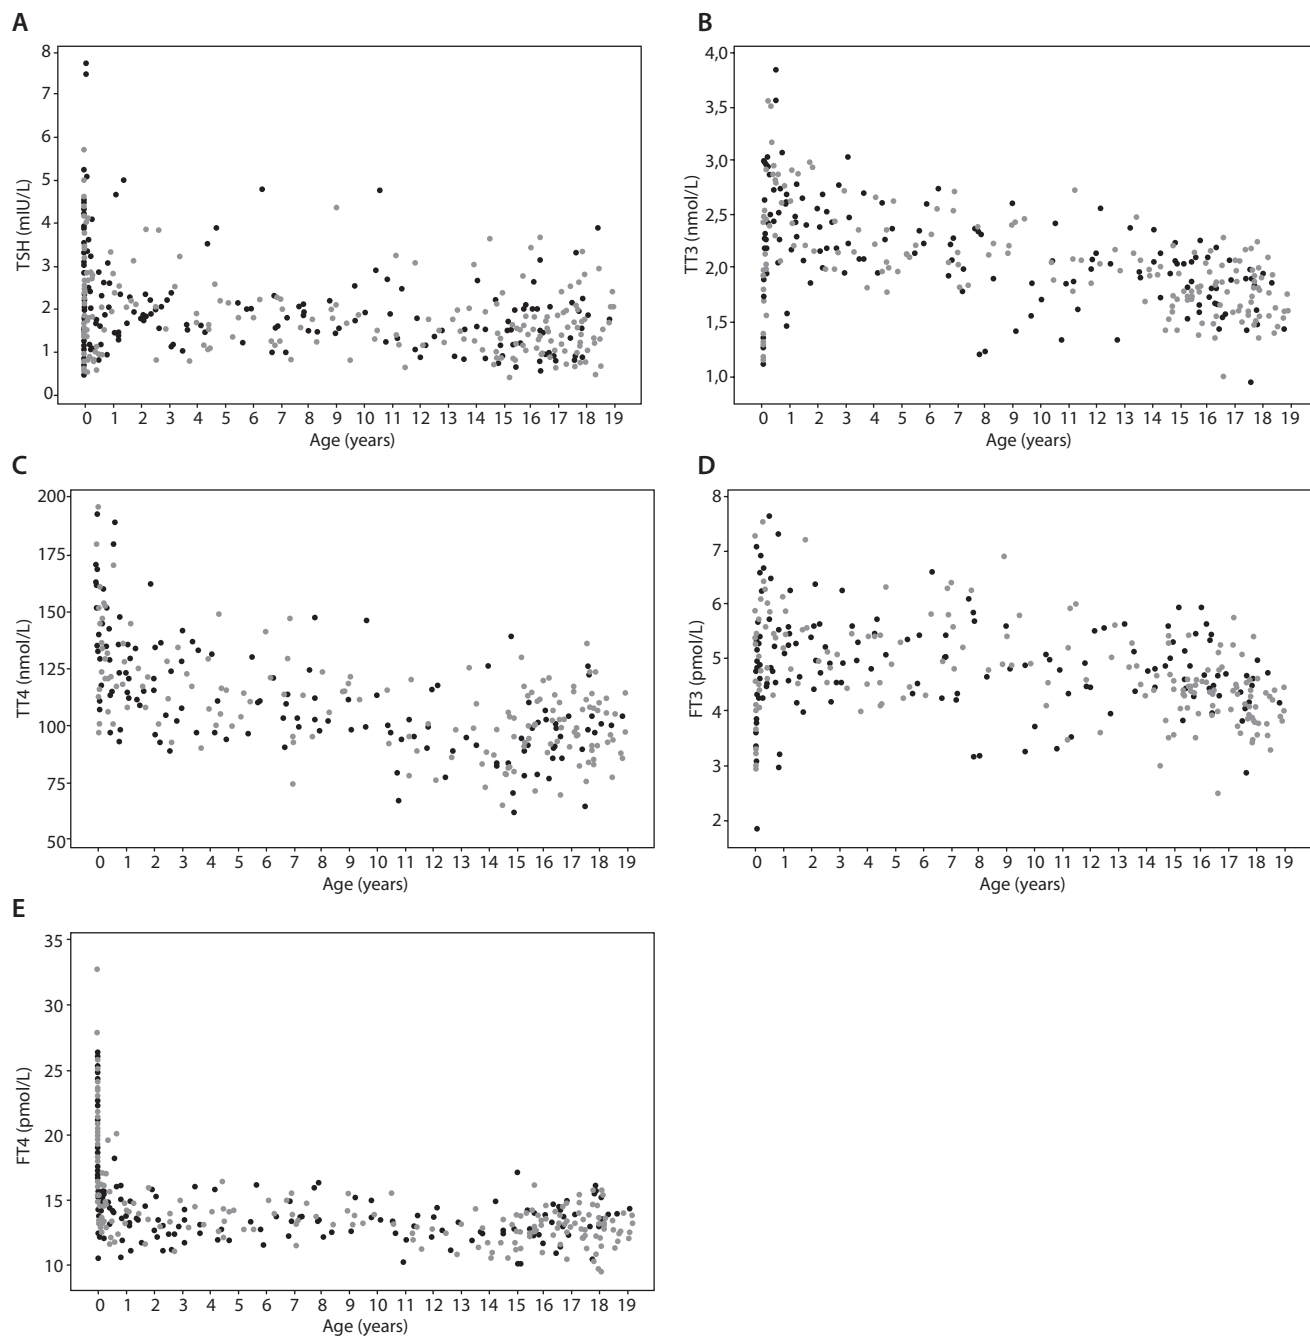 A
8
7
6
5
4
3
2
1
0
TSH (mIU/L)
0 1 2 3 4 5 6 7 8 9 10 11 12 13 14 15 16 17 18 19
Age (years)
B
4,0
3,5
3,0
2,5
2,0
1,5
1,0
TT3 (nmol/L)
0 1 2 3 4 5 6 7 8 9 10 11 12 13 14 15 16 17 18 19
Age (years)
C
200
175
150
125
100
75
50
TT4 (nmol/L)
0 1 2 3 4 5 6 7 8 9 10 11 12 13 14 15 16 17 18 19
Age (years)
D
8
7
6
5
4
3
2
FT3 (pmol/L)
0 1 2 3 4 5 6 7 8 9 10 11 12 13 14 15 16 17 18 19
Age (years)
E
35
30
25
20
15
10
FT4 (pmol/L)
0 1 2 3 4 5 6 7 8 9 10 11 12 13 14 15 16 17 18 19
Age (years)